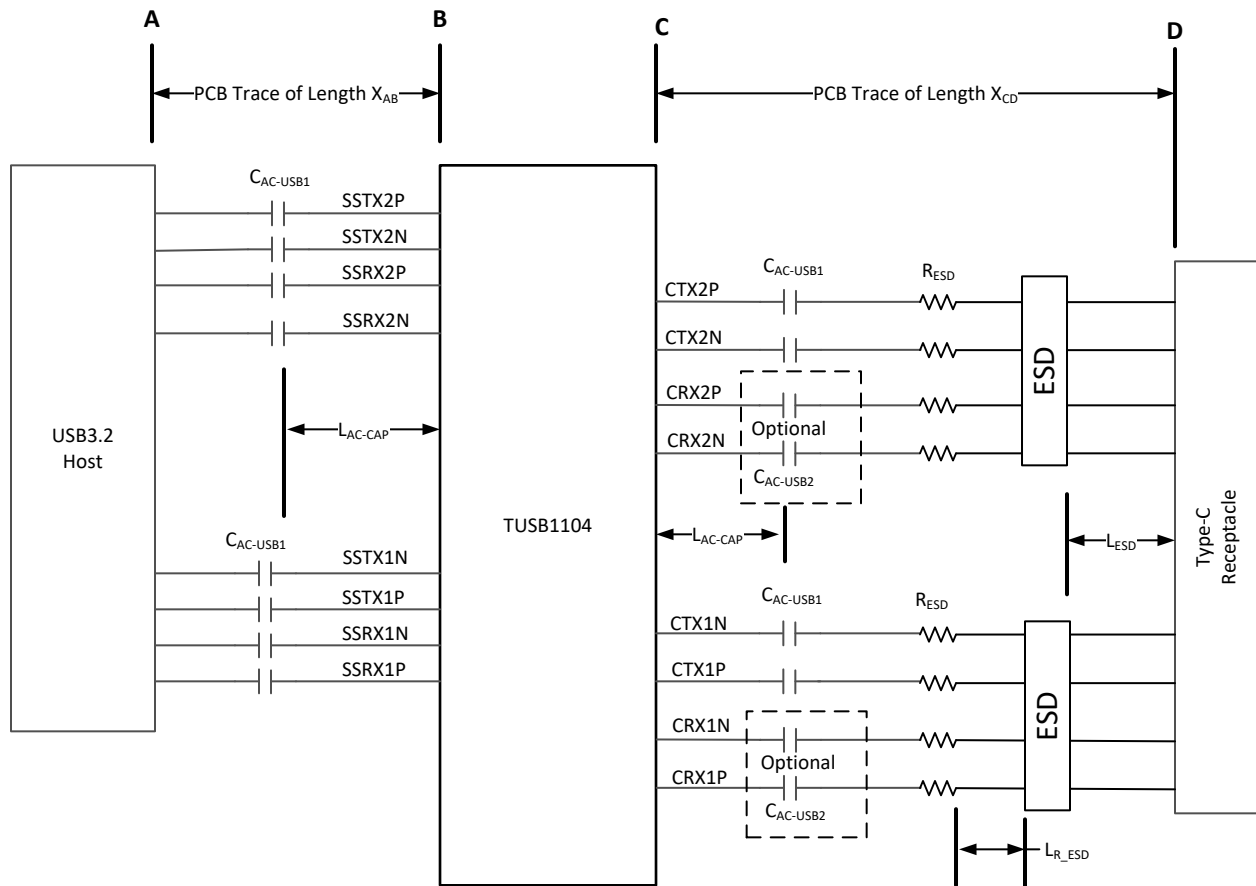 A
B
C
D
PCB Trace of Length XAB
PCB Trace of Length XCD
CAC-USB1
SSTX2P
SSTX2N
SSRX2P
SSRX2N
LAC-CAP
USB3.2
Host
CAC-USB1
SSTX1N
SSTX1P
SSRX1N
SSRX1P
TUSB1104
CAC-USB1
RESD
CTX2P
CTX2N
CRX2P
Optional
CRX2N
CAC-USB2
ESD
LAC-CAP
LESD
Type-C
Receptacle
CAC-USB1
RESD
CTX1N
CTX1P
CRX1N
Optional
CRX1P
CAC-USB2
ESD
LR_ESD